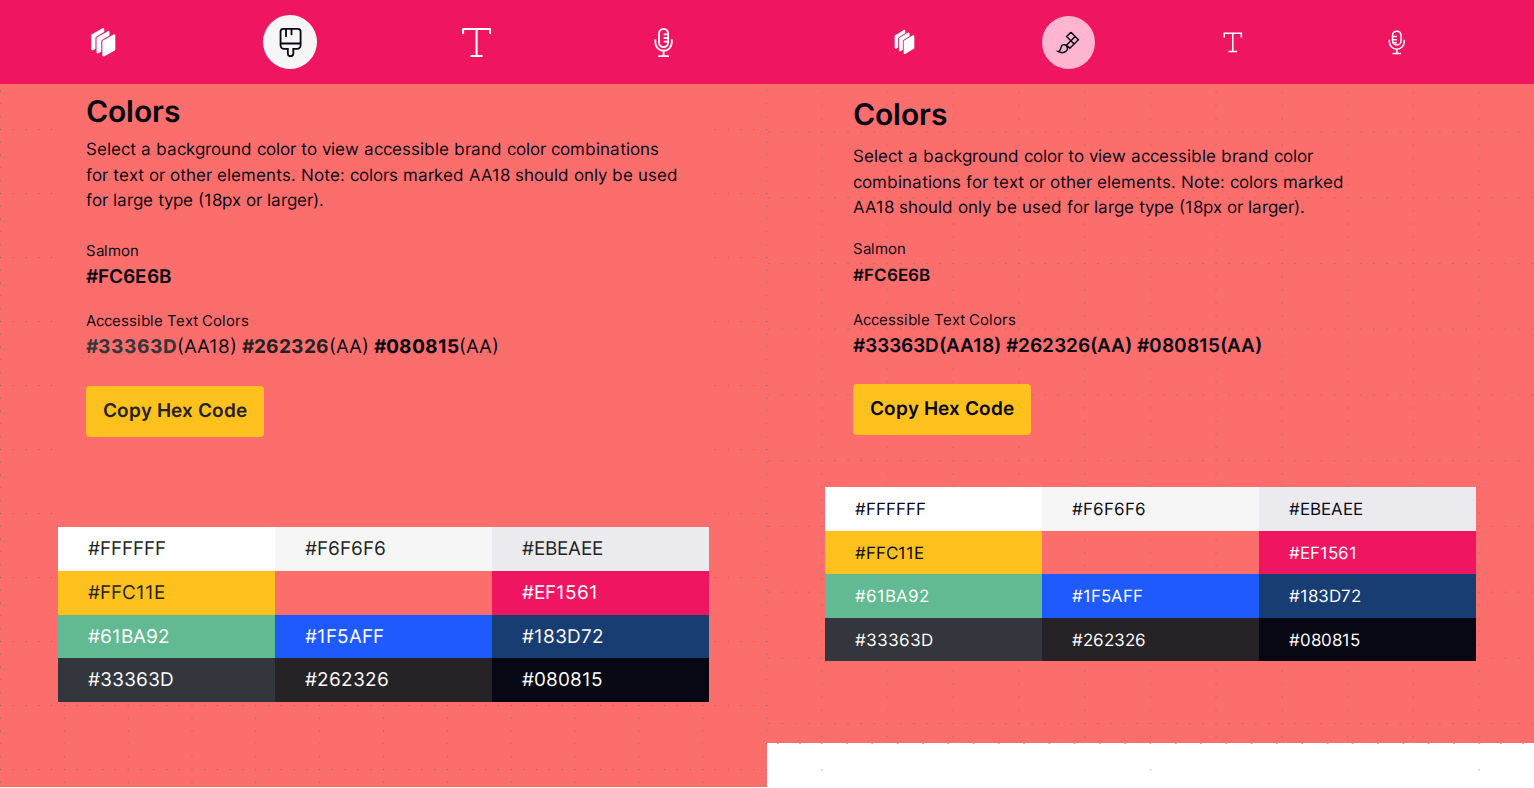 Colors
Select a background color to view accessible brand color combinations
for text or other elements. Note: colors marked AA18 should only be used
for large type (18px or larger).
Salmon
#FC6E6B
Accessible Text Colors
#33363D(AA18) #262326(AA) #080815(AA)
Copy Hex Code
#FFFFFF #F6F6F6 #EBEAEE
#FFC11E #EF1561
#61BA92 #1F5AFF #183D72
#33363D #262326 #080815
Colors
Select a background color to view accessible brand color
combinations for text or other elements. Note: colors marked
AA18 should only be used for large type (18px or larger).
Salmon
#FC6E6B
Accessible Text Colors
#33363D(AA18) #262326(AA) #080815(AA)
Copy Hex Code
#FFFFFF #F6F6F6 #EBEAEE
#FFC11E #EF1561
#61BA92 #1F5AFF #183D72
#33363D #262326 #080815